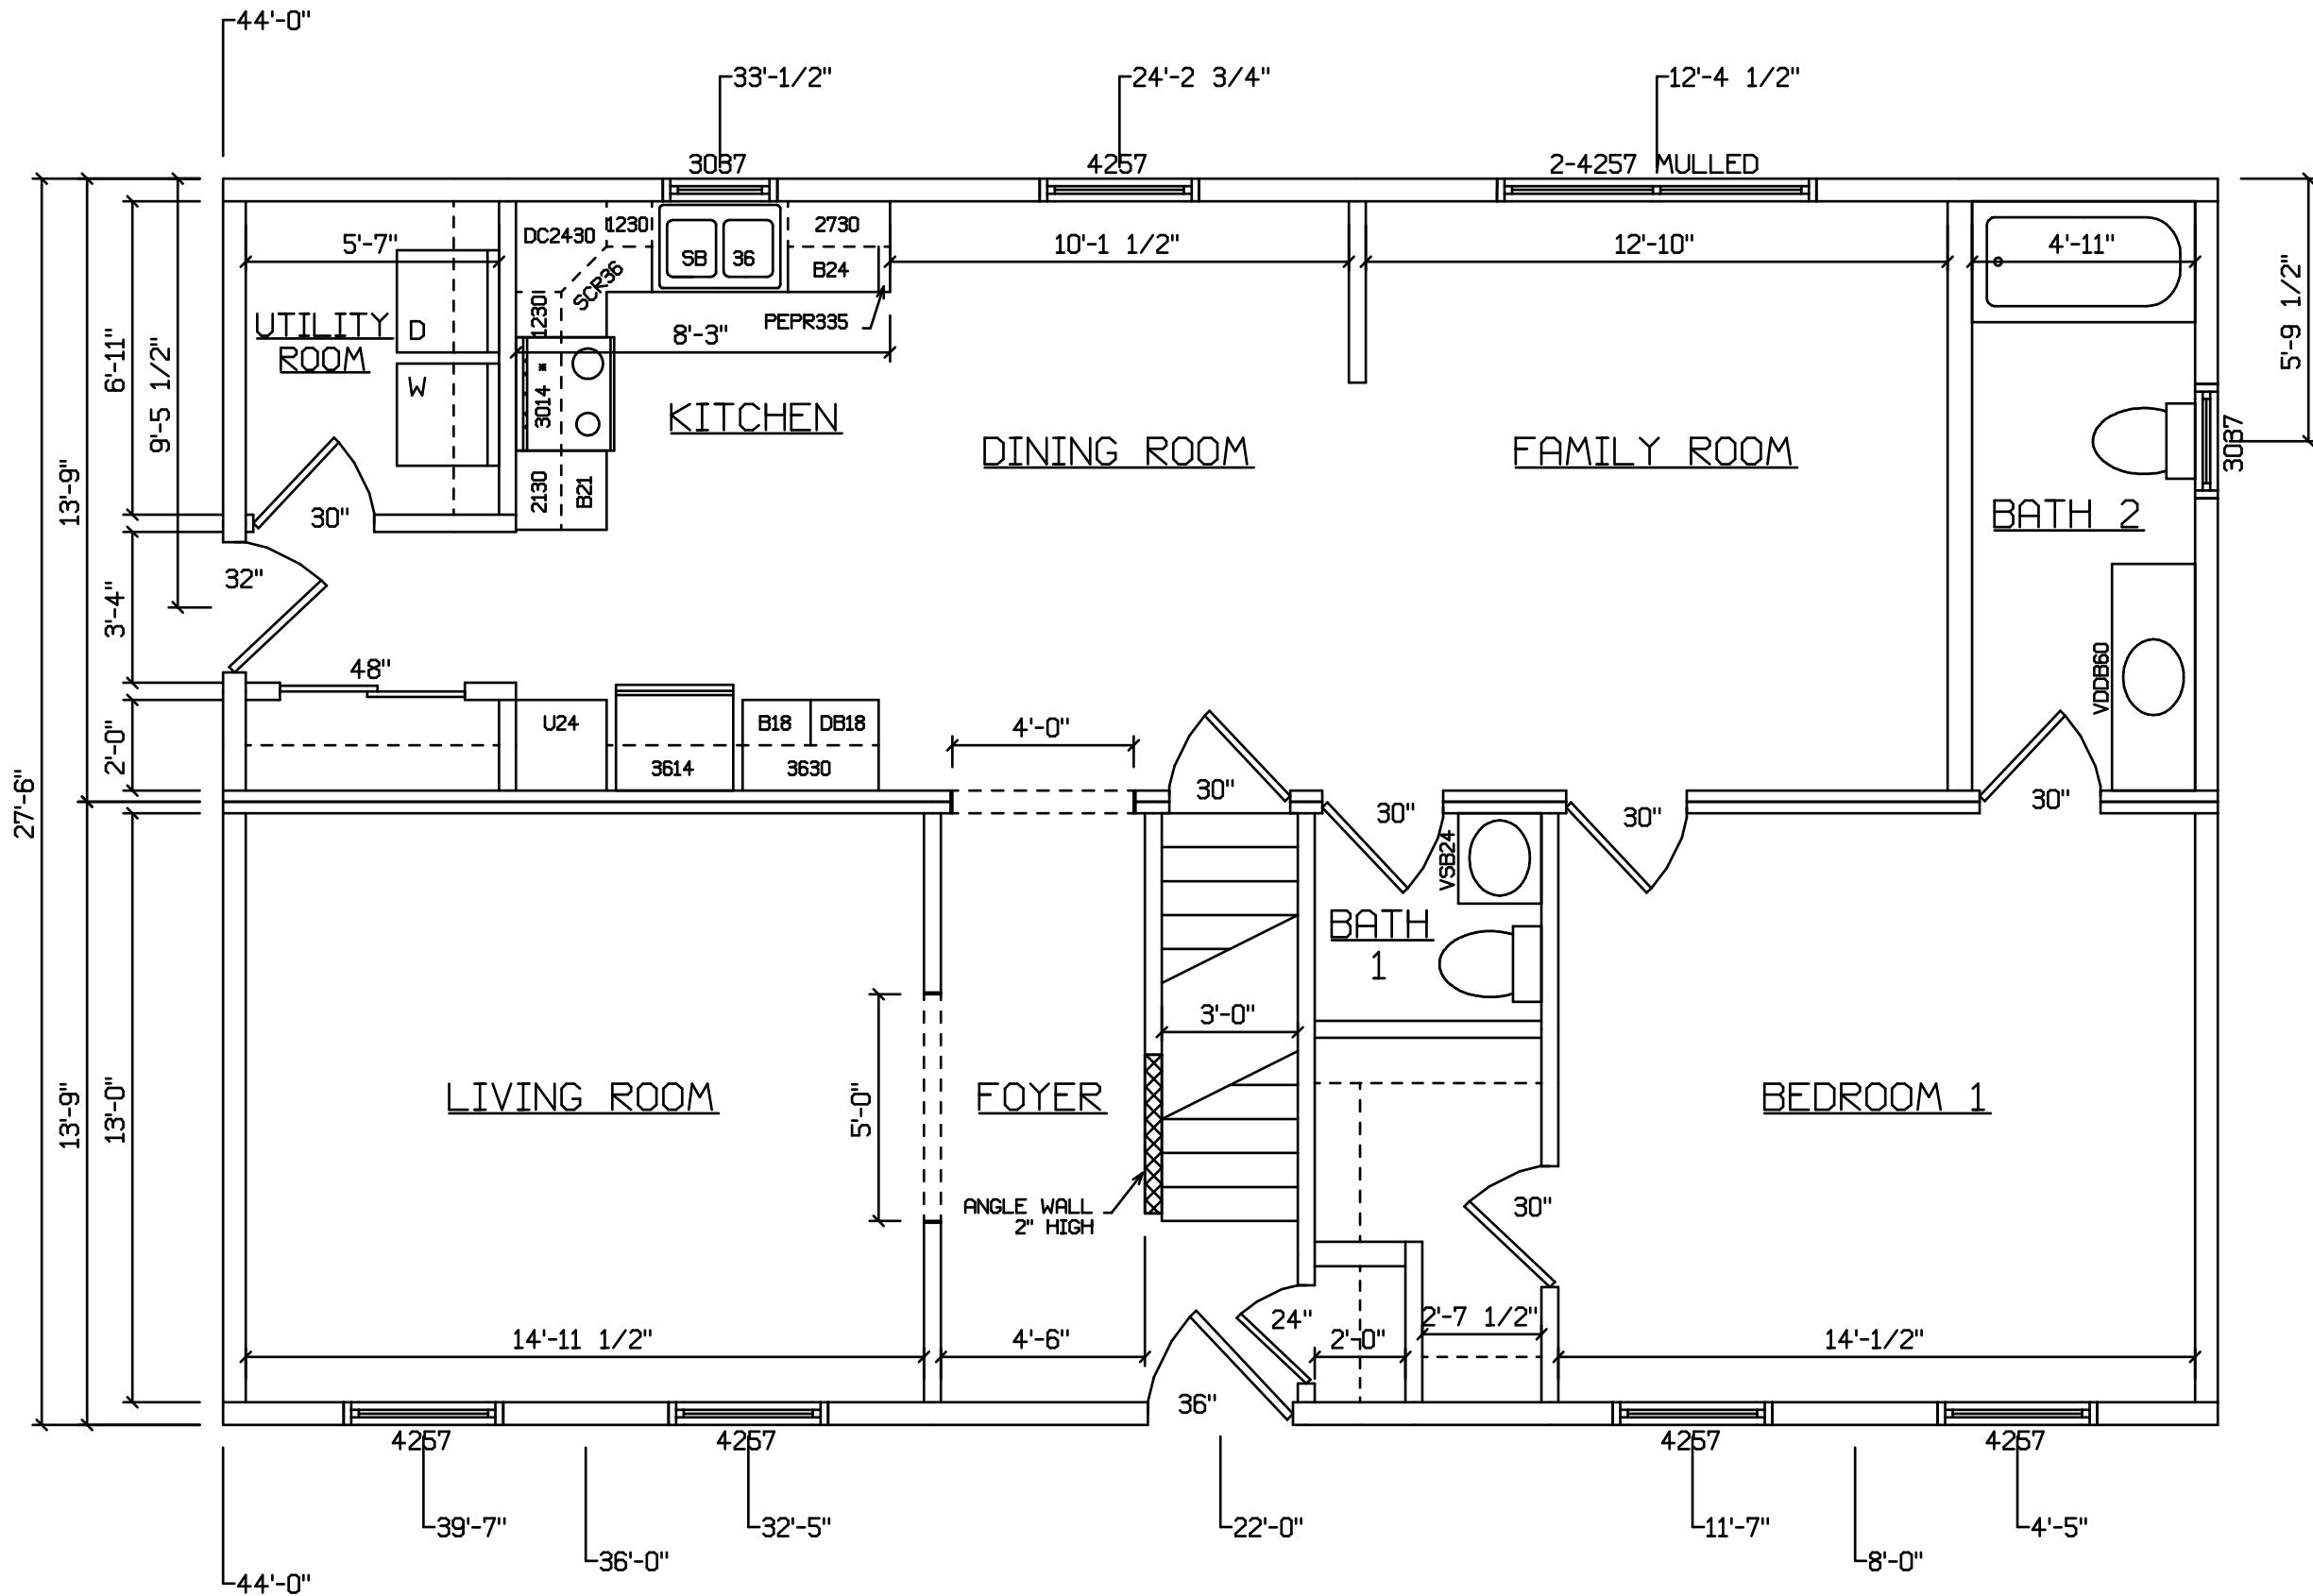 44'-0"
33'-1/2"
24'-2 3/4"
12'-4 1/2"
3037
4257
2-4257 MULLED
5'-7"
DC2430
1230
SB 36
2730
B24
10'-1 1/2"
12'-10"
4'-11"
SCR36
1230
PEPR335
8'-3"
UTILITY
ROOM
D
W
3014 *
2130
B21
KITCHEN
DINING ROOM
FAMILY ROOM
BATH 2
5'-9 1/2"
3037
6'-11"
9'-5 1/2"
13'-9"
30"
32"
3'-4"
48"
2'-0"
27'-6"
U24
3614
B18
DB18
3630
4'-0"
30"
30"
30"
30"
VDDB60
VSB24
BATH
1
3'-0"
LIVING ROOM
FOYER
BEDROOM 1
13'-9"
13'-0"
5'-0"
ANGLE WALL
2" HIGH
30"
24"
2'-7 1/2"
14'-11 1/2"
4'-6"
2'-0"
14'-1/2"
36"
4257
4257
4257
4257
39'-7"
32'-5"
22'-0"
11'-7"
4'-5"
36'-0"
8'-0"
44'-0"